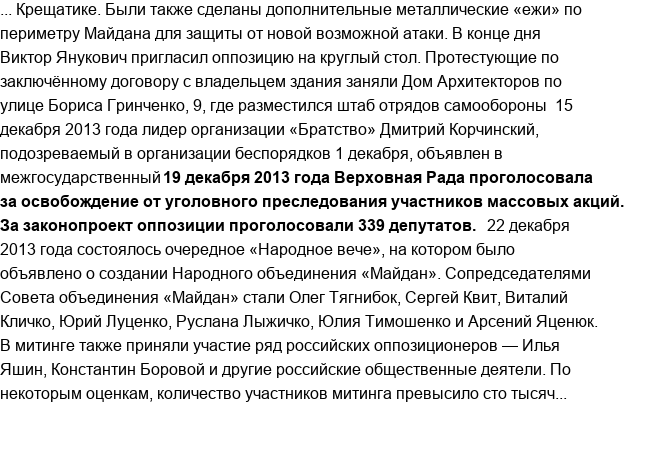 ... Крещатике. Были также сделаны дополнительные металлические «ежи» по
периметру Майдана для защиты от новой возможной атаки. В конце дня
Виктор Янукович пригласил оппозицию на круглый стол. Протестующие по
заключённому договору с владельцем здания заняли Дом Архитекторов по
улице Бориса Гринченко, 9, где разместился штаб отрядов самообороны 15
декабря 2013 года лидер организации «Братство» Дмитрий Корчинский,
подозреваемый в организации беспорядков 1 декабря, объявлен в
межгосударственный 19 декабря 2013 года Верховная Рада проголосовала
за освобождение от уголовного преследования участников массовых акций.
За законопроект оппозиции проголосовали 339 депутатов. 22 декабря
2013 года состоялось очередное «Народное вече», на котором было
объявлено о создании Народного объединения «Майдан». Сопредседателями
Совета объединения «Майдан» стали Олег Тягнибок, Сергей Квит, Виталий
Кличко, Юрий Луценко, Руслана Лыжичко, Юлия Тимошенко и Арсений Яценюк.
В митинге также приняли участие ряд российских оппозиционеров — Илья
Яшин, Константин Боровой и другие российские общественные деятели. По
некоторым оценкам, количество участников митинга превысило сто тысяч...